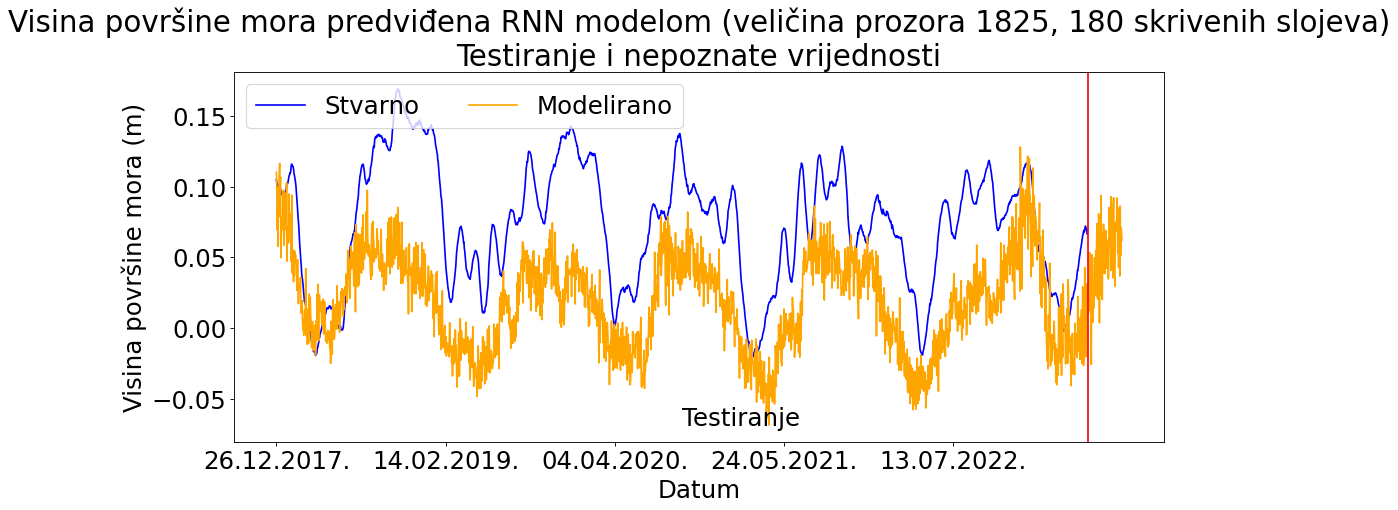 Visina površine mora predviđena RNN modelom (veličina prozora 1825, 180 skrivenih slojeva)
Testiranje i nepoznate vrijednosti
Stvarno Modelirano
Visina površine mora (m)
0.15
0.10
0.05
0.00
−0.05
Testiranje
26.12.2017. 14.02.2019. 04.04.2020. 24.05.2021. 13.07.2022.
Datum